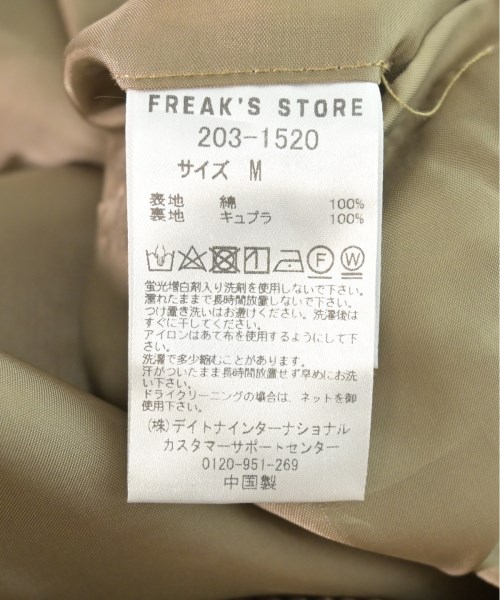 FREAK'S STORE
203-1520
サイズ M
表地 綿 100%
裏地 キュプラ 100%
F W
蛍光増白剤入り洗剤を使用しないで下さい。
濡れたままで長時間放置しないで下さい。
つけ置き洗いはお避けください。洗濯後は
すぐに干してください。
アイロンはあて布を使用するようにして下
さい。
洗濯で多少縮むことがあります。
汗がついたまま長時間放置せず早めにお洗
い下さい。
ドライクリーニングの場合は、ネットを御
使用下さい。
(株)デイトナインターナショナル
カスタマーサポートセンター
0120-951-269
中国製